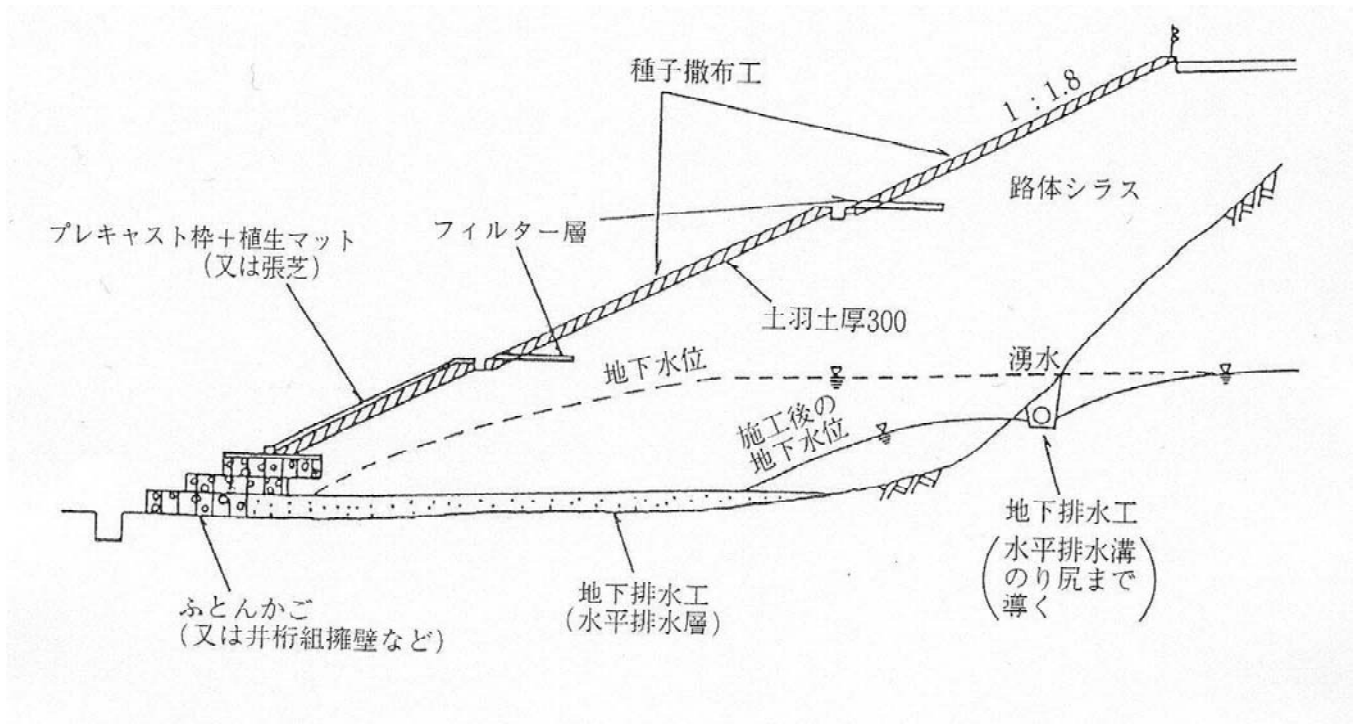 種子撒布工
1:1.8
路体シラス
プレキャスト枠+植生マット
(又は張芝)
フィルター層
土羽土厚300
地下水位
湧水
施工後の
地下水位
地下排水工
(水平排水溝
のり尻まで
導く)
地下排水工
(水平排水層)
ふとんかご
(又は井桁組擁壁など)